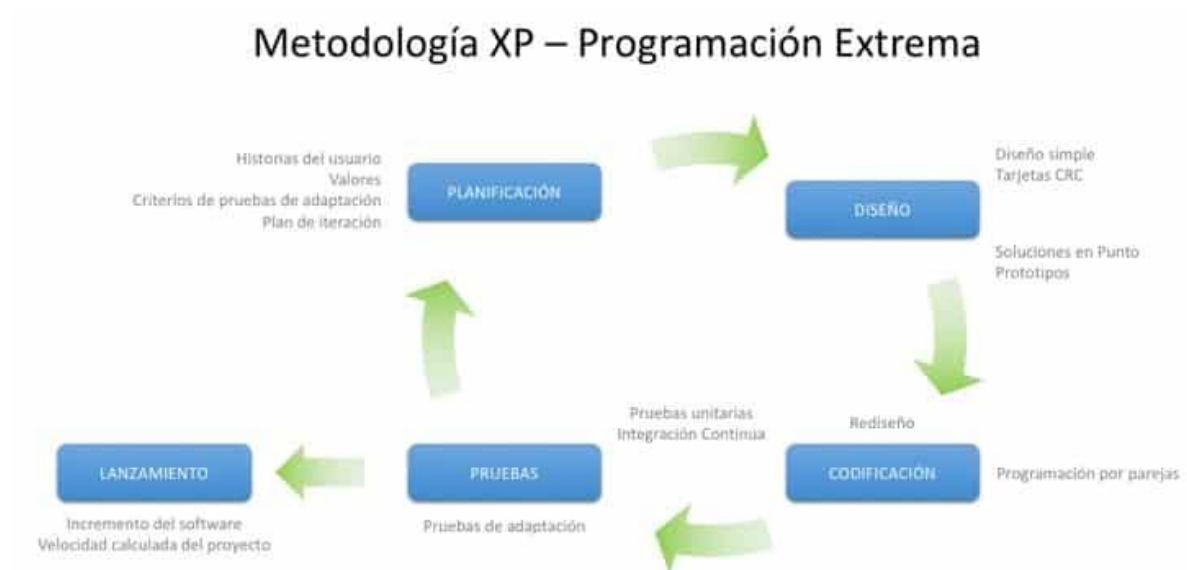 Metodología XP – Programación Extrema
Historias del usuario
Valores
Criterios de pruebas de adaptación
Plan de iteración
PLANIFICACIÓN
DISEÑO
Diseño simple
Tarjetas CRC
Soluciones en Punto
Prototipos
Rediseño
CODIFICACIÓN
Programación por parejas
Pruebas unitarias
Integración Continua
PRUEBAS
Pruebas de adaptación
LANZAMIENTO
Incremento del software
Velocidad calculada del proyecto